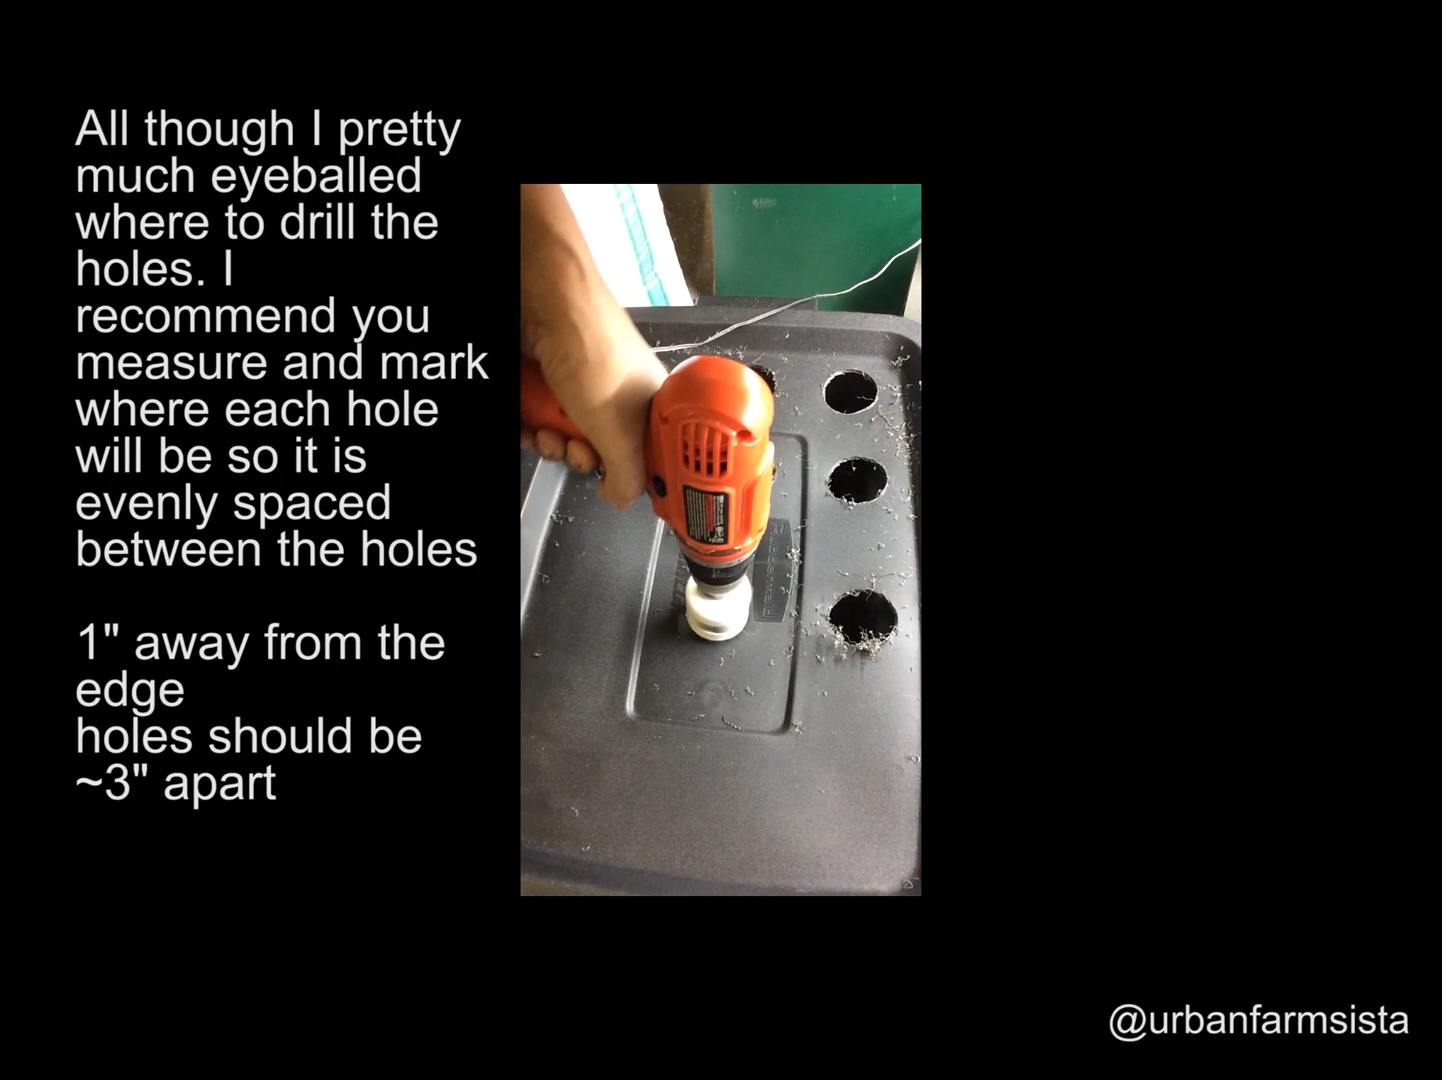 All though I pretty
much eyeballed
where to drill the
holes. I
recommend you
measure and mark
where each hole
will be so it is
evenly spaced
between the holes
1" away from the
edge
holes should be
~3" apart
@urbanfarmsista